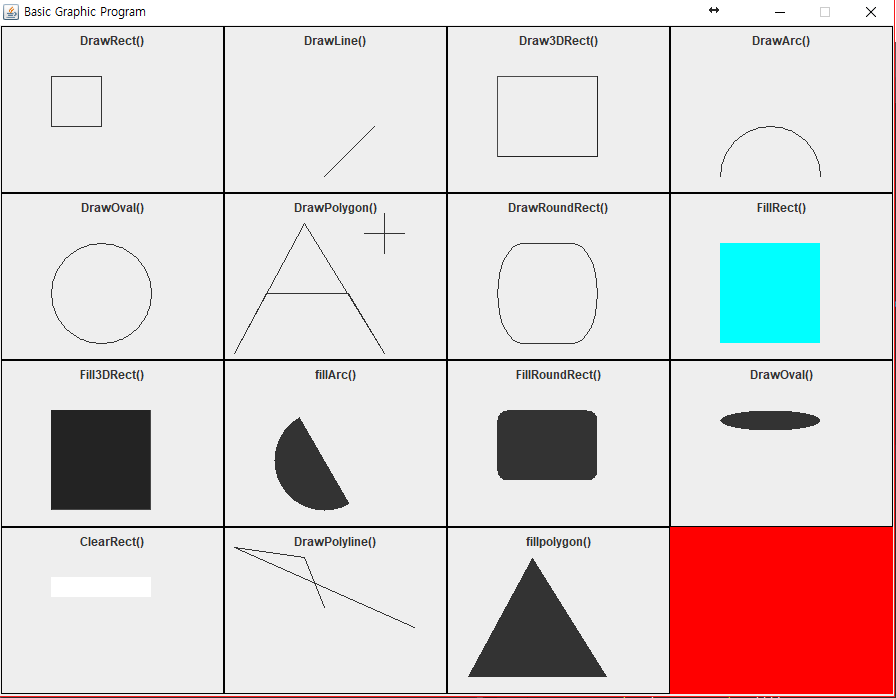 Basic Graphic Program
DrawRect()
DrawLine()
Draw3DRect()
DrawArc()
DrawOval()
DrawPolygon()
DrawRoundRect()
FillRect()
Fill3DRect()
fillArc()
FillRoundRect()
DrawOval()
ClearRect()
DrawPolyline()
fillpolygon()